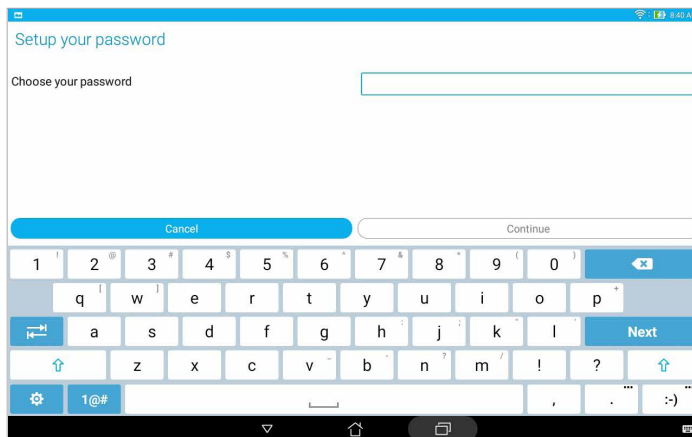 8:40 A
Setup your password
Choose your password
Cancel Continue
1 ! 2 @ 3 # 4 $ 5 % 6 ^ 7 & 8 * 9 ( 0 )
q [ w ] e r t y u i o p +
a s d f g h : j ; k " l ' Next
z x c v - b · n ? m / ! ?
1@# , . ... :-) ...